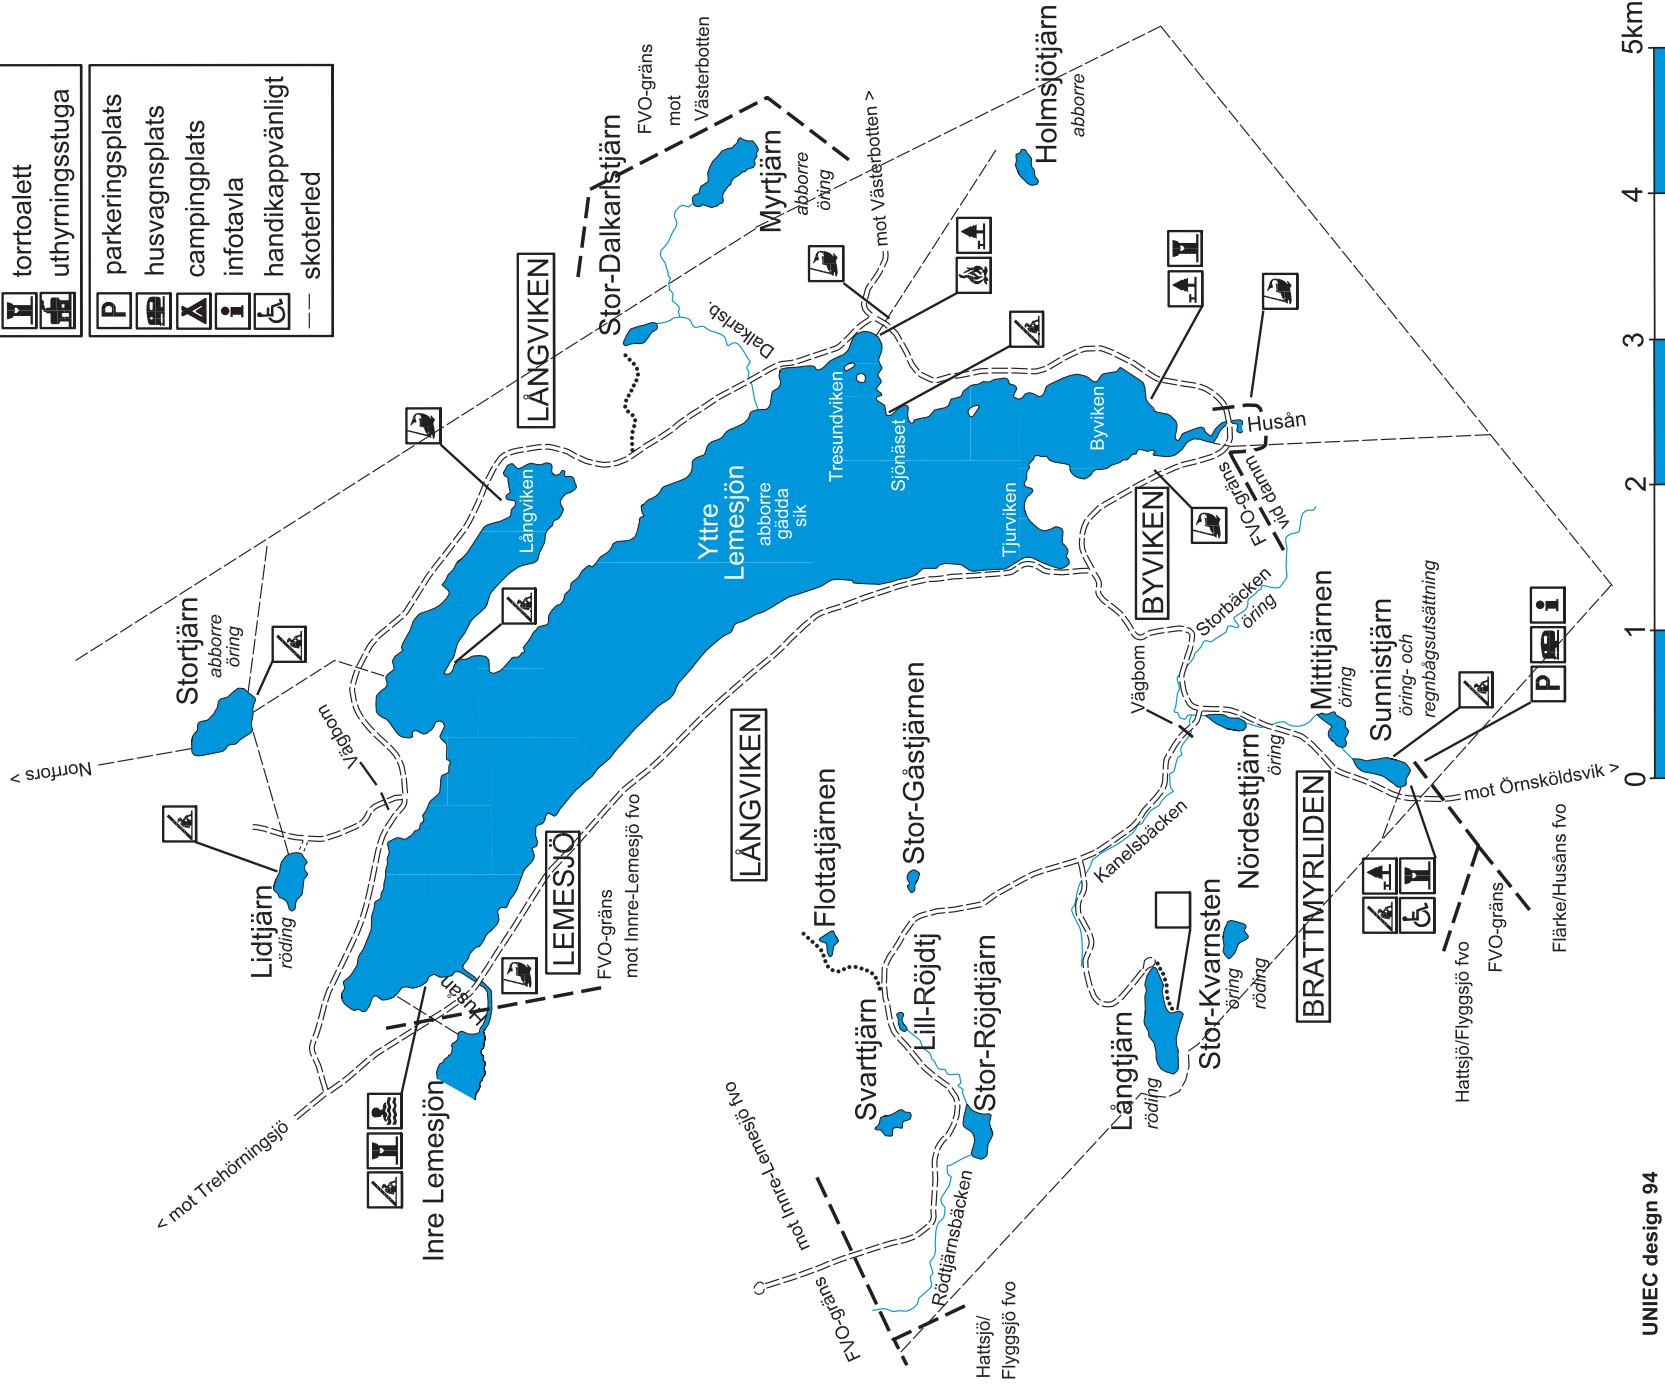 torrtoalett
uthyrningsstuga
P
parkeringsplats
husvagnsplats
campingplats
i
infotavla
handikappvänligt
skoterled
FVO-gräns
mot
Västerbotten
Stor-Dalkarlstjärn
Myrtjärn
abborre
öring
mot Västerbotten >
Holmsjötjärn
abborre
LÅNGVIKEN
Dalkarlsb.
Långviken
Yttre
Lemesjön
abborre
gädda
sik
Tresundviken
Sjönäset
Tjurviken
Byviken
Husån
FVO-gräns
vid damm
BYVIKEN
Stortjärn
abborre
öring
Norrfors >
Vägbom
Lidtjärn
röding
LEMESJÖ
FVO-gräns
mot Innre-Lemesjö fvo
Husån
< mot Trehörningsjö
Inre Lemesjön
LÅNGVIKEN
Flottatjärnen
Stor-Gåstjärnen
Svarttjärn
Lill-Röjdtj
Stor-Röjdtjärn
mot Innre-Lemesjö fvo
FVO-gräns
Rödtjärnsbäcken
Hattsjö/
Flyggsjö fvo
Vägbom
Storbäcken
öring
Kanelsbäcken
Nördesttjärn
öring
Mittitjärnen
öring
Sunnistjärn
öring- och
regnbågsutsättning
P
i
mot Örnsköldsvik >
BRATTMYRLIDEN
Långtjärn
röding
Stor-Kvarnsten
öring
röding
Hattsjö/Flyggsjö fvo
FVO-gräns
Flärke/Husåns fvo
0 1 2 3 4 5km
UNIEC design 94